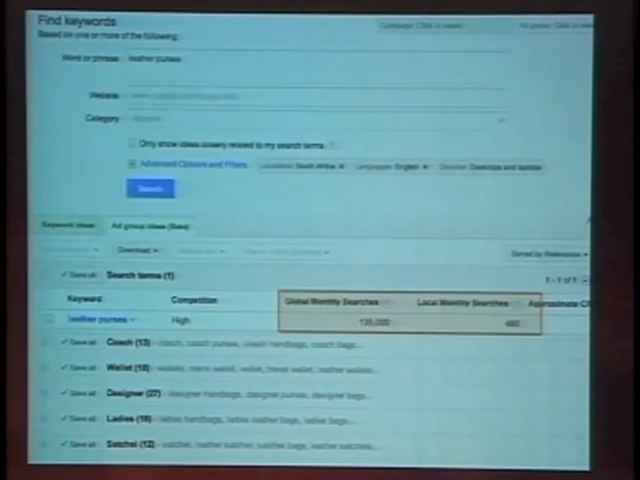 Find keywords
Based on one or more of the following:
Word or phrase leather purses
Website
Category
Only show ideas closely related to my search terms
Advanced Options and Filters Locations: South Africa × Languages: English × Devices: Desktops and laptops
Search
Keyword ideas Ad group ideas (Beta)
Download
Sorted by Relevance
Save all Search terms (1) 1 - 1 of 1
Keyword Competition Global Monthly Searches Local Monthly Searches Approximate
leather purses High 135,000 480
Save all Coach (13) - coach, coach purses, coach handbags, coach bags...
Save all Wallet (18) - wallets, mens wallet, wallet, travel wallet, leather wallets...
Save all Designer (27) - designer handbags, designer purses, designer bags...
Save all Ladies (18) - ladies handbags, ladies leather bags, ladies bags...
Save all Satchel (12) - satchel, leather satchel, satchel bags, leather satchels...